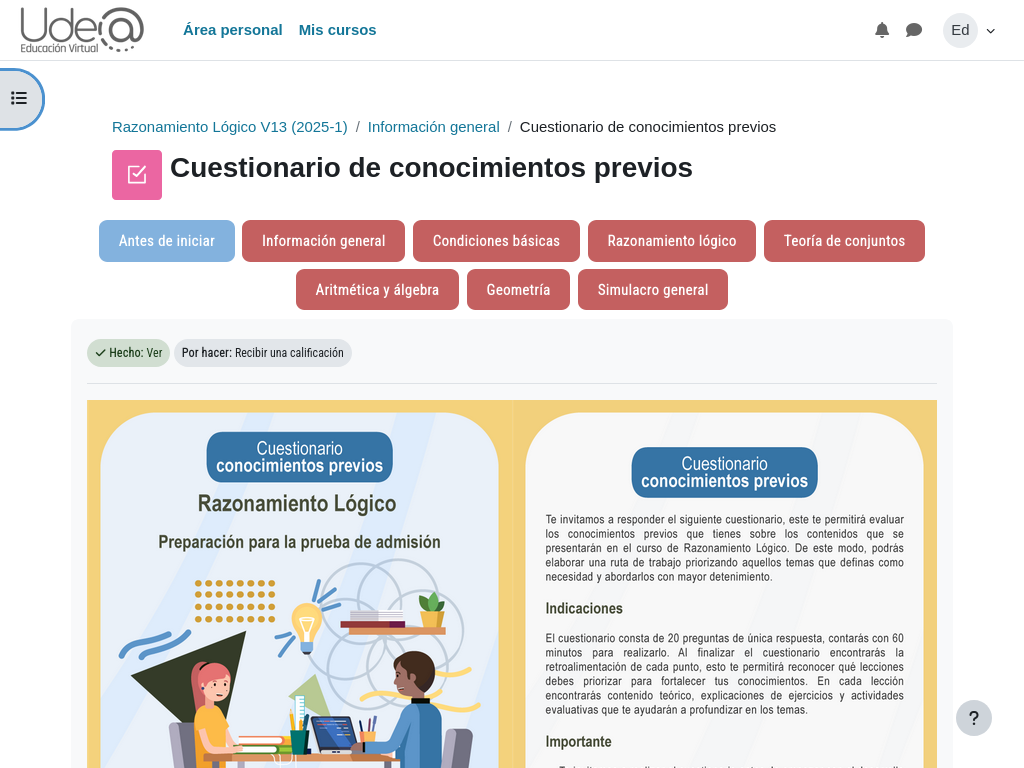 UdeA
Educación Virtual
Área personal Mis cursos
Ed
Razonamiento Lógico V13 (2025-1) / Información general / Cuestionario de conocimientos previos
Cuestionario de conocimientos previos
Antes de iniciar Información general Condiciones básicas Razonamiento lógico Teoría de conjuntos
Aritmética y álgebra Geometría Simulacro general
Hecho: Ver Por hacer: Recibir una calificación
Cuestionario
conocimientos previos
Razonamiento Lógico
Preparación para la prueba de admisión
Cuestionario
conocimientos previos
Te invitamos a responder el siguiente cuestionario, este te permitirá evaluar
los conocimientos previos que tienes sobre los contenidos que se
presentarán en el curso de Razonamiento Lógico. De este modo, podrás
elaborar una ruta de trabajo priorizando aquellos temas que definas como
necesidad y abordarlos con mayor detenimiento.
Indicaciones
El cuestionario consta de 20 preguntas de única respuesta, contarás con 60
minutos para realizarlo. Al finalizar el cuestionario encontrarás la
retroalimentación de cada punto, esto te permitirá reconocer qué lecciones
debes priorizar para fortalecer tus conocimientos. En cada lección
encontrarás contenido teórico, explicaciones de ejercicios y actividades
evaluativas que te ayudarán a profundizar en los temas.
Importante
?